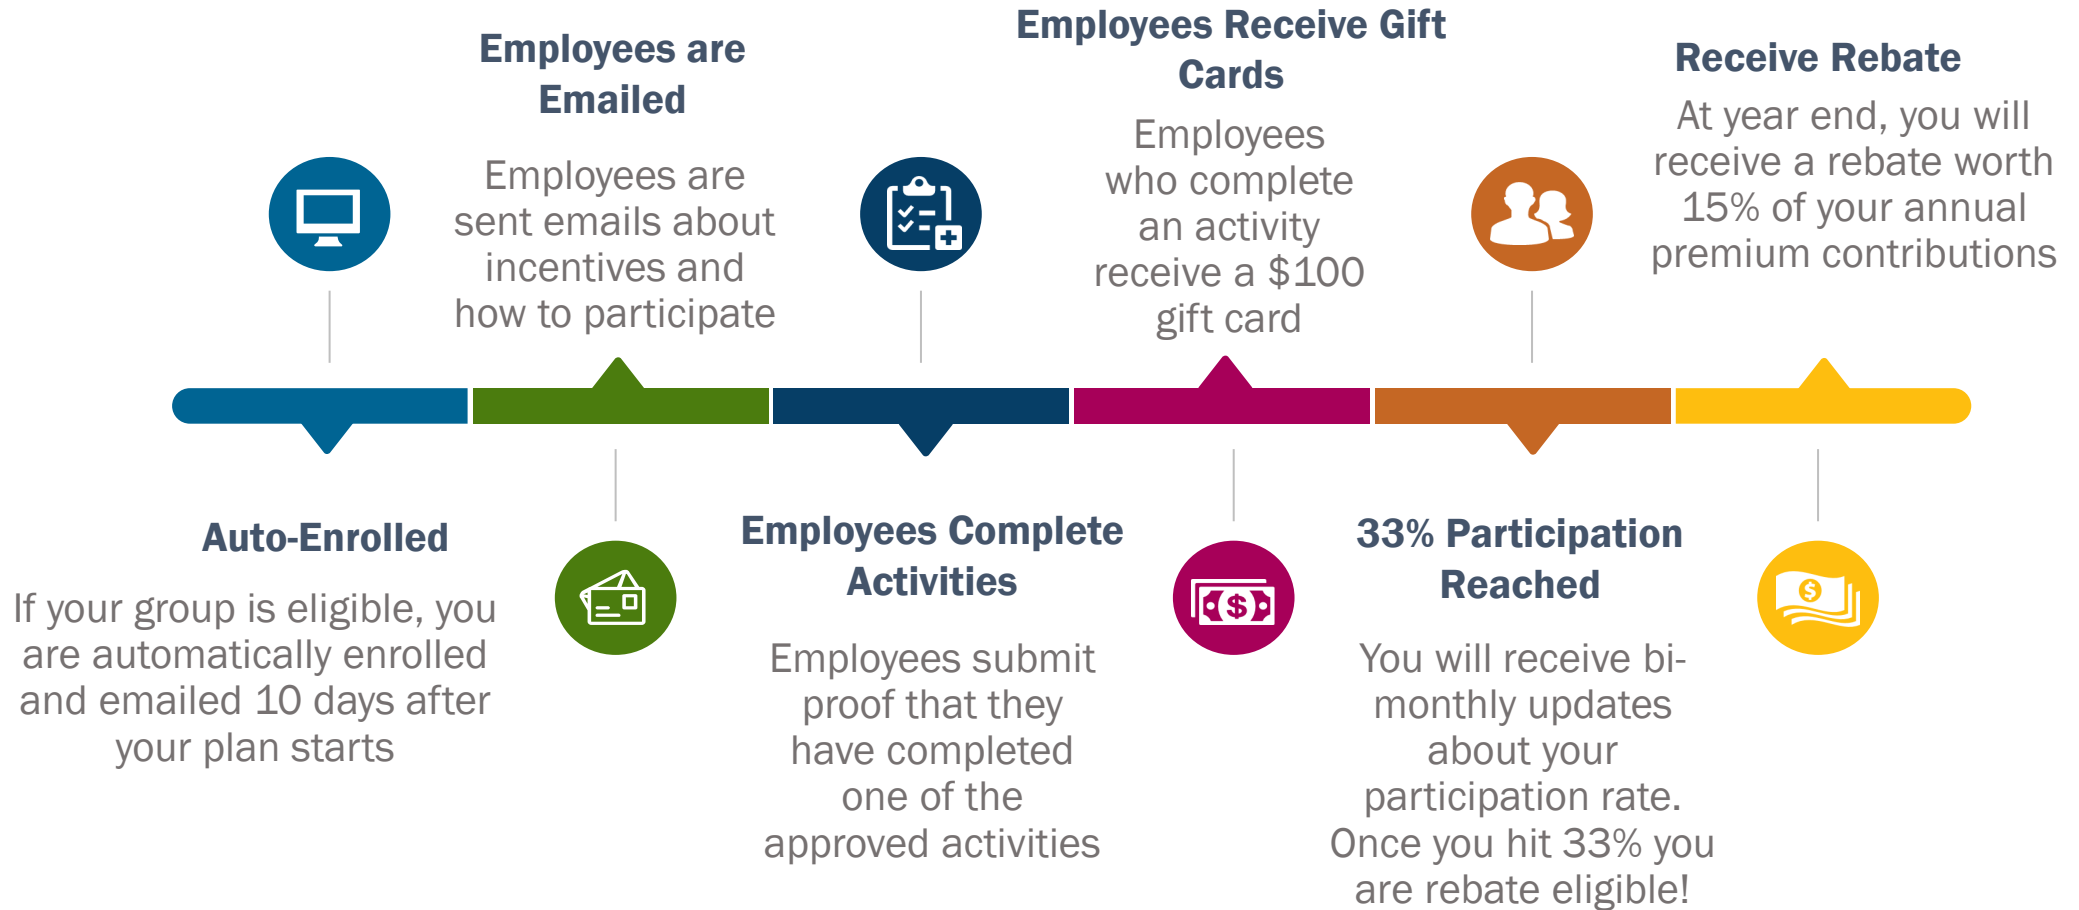 Auto-Enrolled
If your group is eligible, you
are automatically enrolled
and emailed 10 days after
your plan starts
Employees are
Emailed
Employees are
sent emails about
incentives and
how to participate
Employees Complete
Activities
Employees submit
proof that they
have completed
one of the
approved activities
Employees Receive Gift
Cards
Employees
who complete
an activity
receive a $100
gift card
33% Participation
Reached
You will receive bi-
monthly updates
about your
participation rate.
Once you hit 33% you
are rebate eligible!
Receive Rebate
At year end, you will
receive a rebate worth
15% of your annual
premium contributions